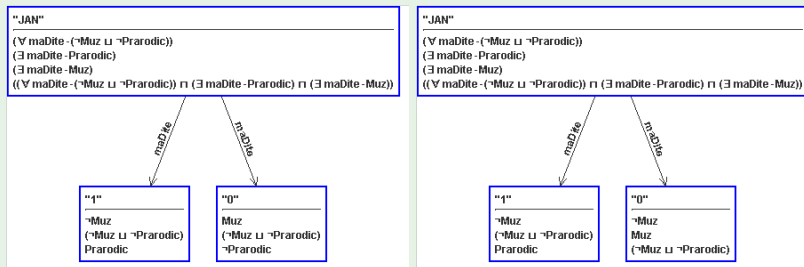 "JAN"
(∀ maDite-(¬Muz ⊔ ¬Prarodic))
(∃ maDite-Prarodic)
(∃ maDite-Muz)
((∀ maDite-(¬Muz ⊔ ¬Prarodic)) ⊓ (∃ maDite-Prarodic) ⊓ (∃ maDite-Muz))
maDite
maDite
"1"
¬Muz
(¬Muz ⊔ ¬Prarodic)
Prarodic
"0"
Muz
(¬Muz ⊔ ¬Prarodic)
¬Prarodic
"JAN"
(∀ maDite-(¬Muz ⊔ ¬Prarodic))
(∃ maDite-Prarodic)
(∃ maDite-Muz)
((∀ maDite-(¬Muz ⊔ ¬Prarodic)) ⊓ (∃ maDite-Prarodic) ⊓ (∃ maDite-Muz))
maDite
maDite
"1"
¬Muz
(¬Muz ⊔ ¬Prarodic)
Prarodic
"0"
¬Muz
Muz
(¬Muz ⊔ ¬Prarodic)